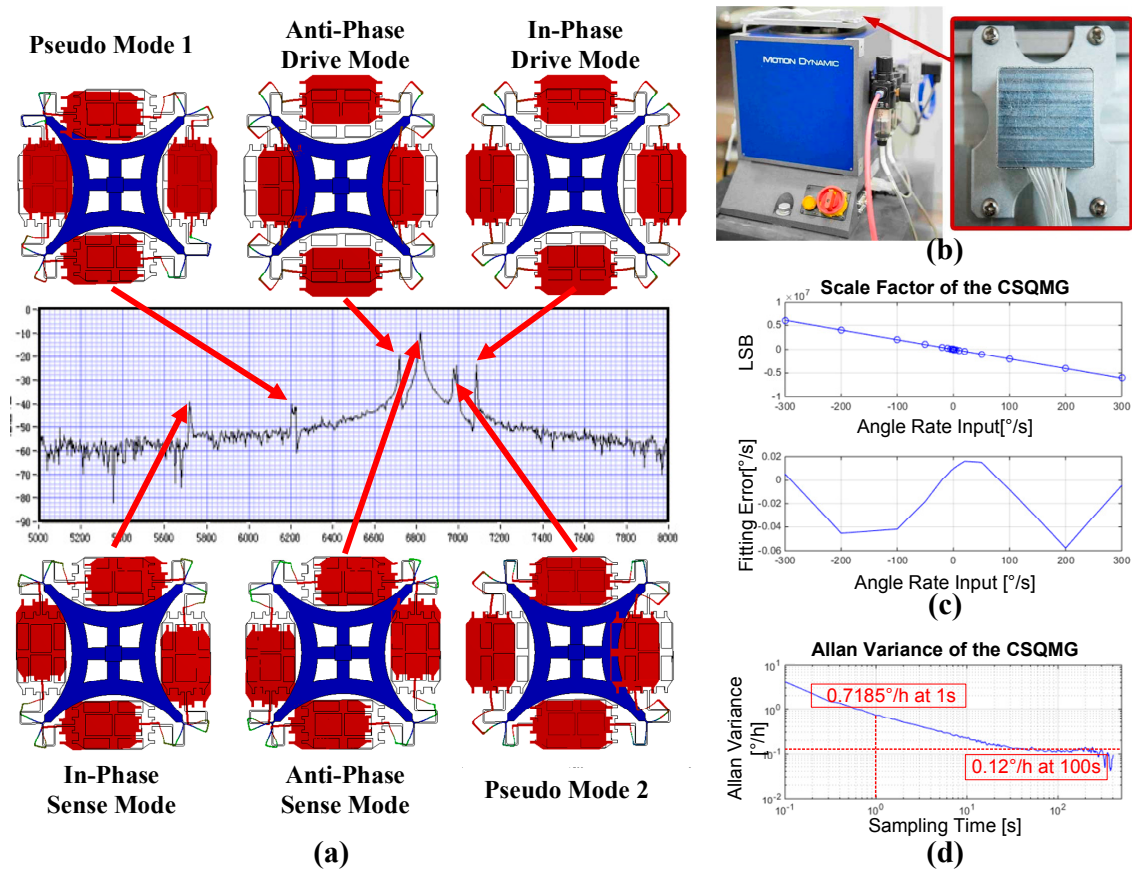 Pseudo Mode 1
Anti-Phase
Drive Mode
In-Phase
Drive Mode
0
-10
-20
-30
-40
-50
-60
-70
-80
-90
5000 5200 5400 5600 5800 6000 6200 6400 6600 6800 7000 7200 7400 7600 7800 8000
In-Phase
Sense Mode
Anti-Phase
Sense Mode
Pseudo Mode 2
(a)
MOTION DYNAMIC
(b)
Scale Factor of the CSQMG
×10^7
LSB
1
0.5
0
-0.5
-1
-300 -200 -100 0 100 200 300
Angle Rate Input[°/s]
Fitting Error[°/s]
0.02
0
-0.02
-0.04
-0.06
-300 -200 -100 0 100 200 300
Angle Rate Input [°/s]
(c)
Allan Variance of the CSQMG
Allan Variance
[°/h]
10^1
10^0
10^-1
10^-2
0.7185°/h at 1s
0.12°/h at 100s
10^-1 10^0 10^1 10^2
Sampling Time [s]
(d)